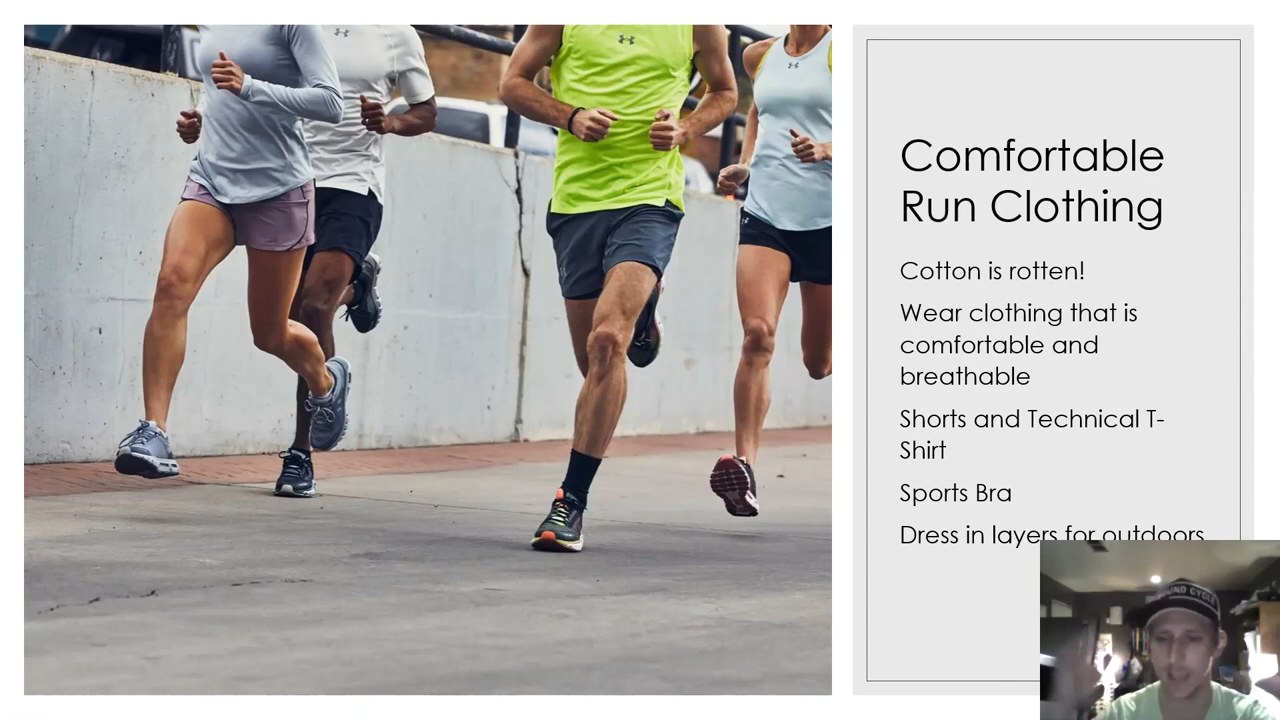 Comfortable
Run Clothing
Cotton is rotten!
Wear clothing that is
comfortable and
breathable
Shorts and Technical T-
Shirt
Sports Bra
Dress in layers for outdoors